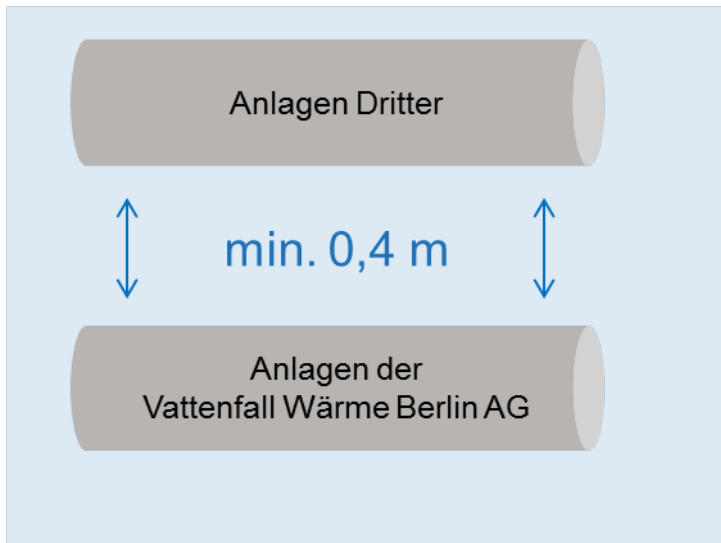 Anlagen Dritter
min. 0,4 m
Anlagen der
Vattenfall Wärme Berlin AG